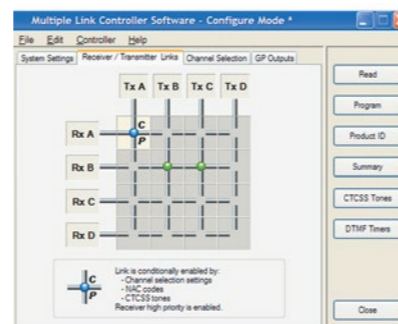 Multiple Link Controller Software - Configure Mode *
File Edit Controller Help
System Settings Receiver / Transmitter Links Channel Selection GP Outputs
Tx A Tx B Tx C Tx D
Rx A
C
P
Rx B
Rx C
Rx D
C
P
Link is conditionally enabled by:
- Channel selection settings
- NAC codes
- CTCSS tones
Receiver high priority is enabled.
Read
Program
Product ID
Summary
CTCSS Tones
DTMF Timers
Close